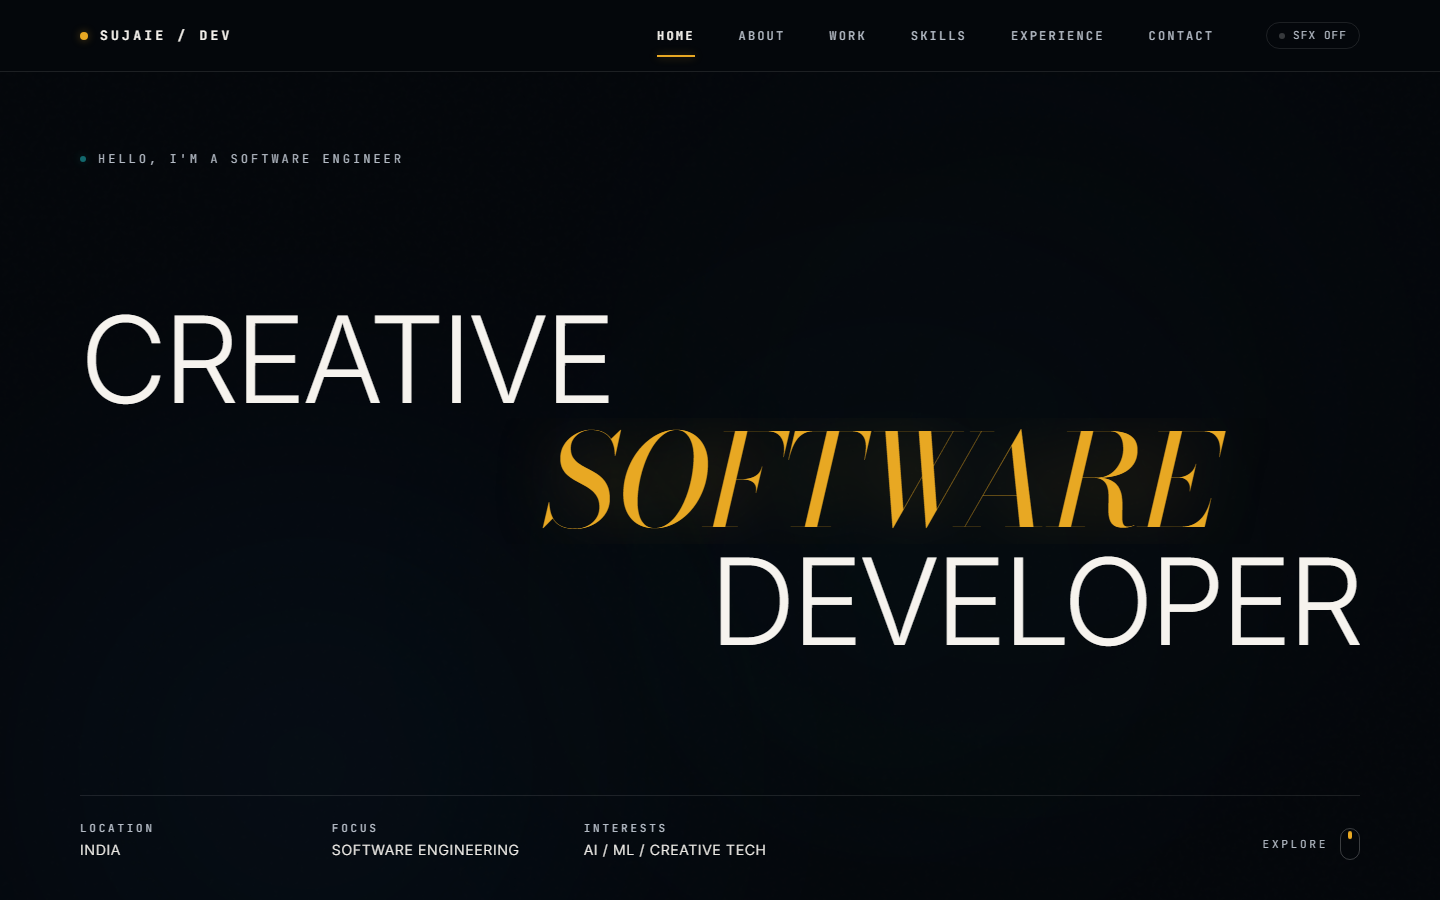 SUJAIE / DEV
HOME ABOUT WORK SKILLS EXPERIENCE CONTACT SFX OFF
HELLO, I'M A SOFTWARE ENGINEER
CREATIVE
SOFTWARE
DEVELOPER
LOCATION
INDIA
FOCUS
SOFTWARE ENGINEERING
INTERESTS
AI / ML / CREATIVE TECH
EXPLORE